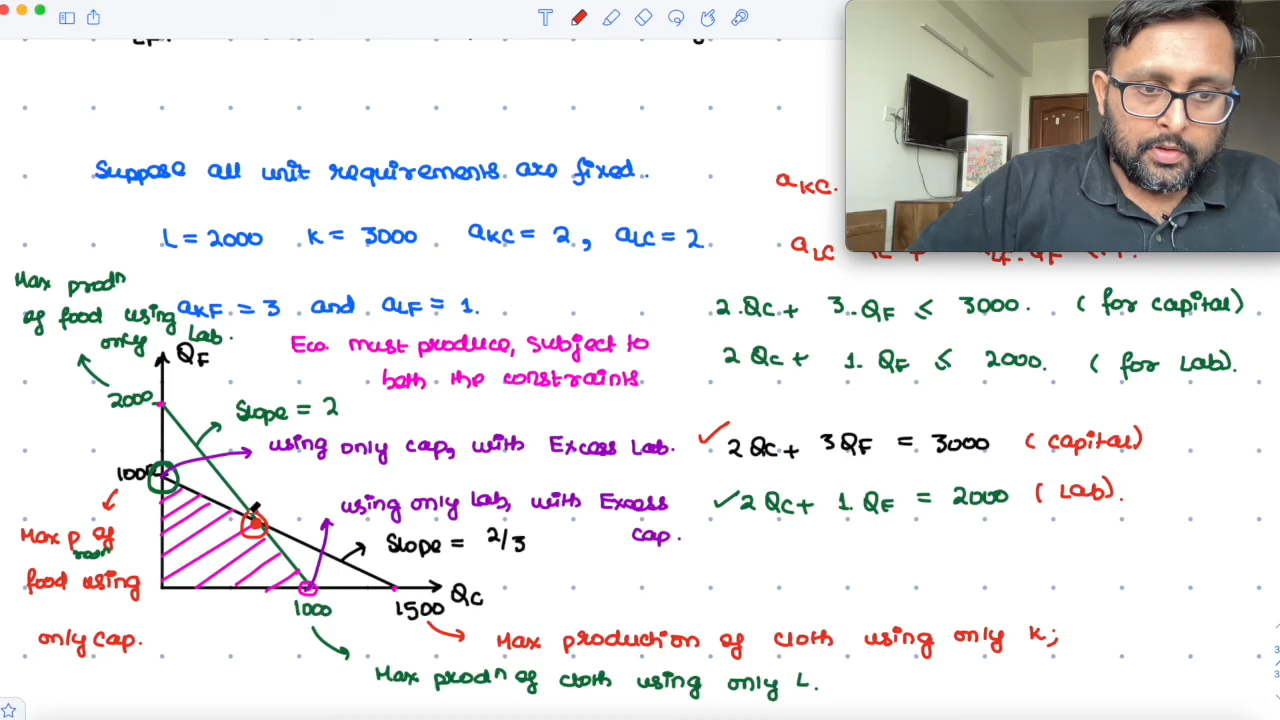 Suppose all unit requirements are fixed.
L = 2000 K = 3000 aKC = 2, aLC = 2
aKF = 3 and aLF = 1.
Max prodn
of food using
only Lab.
Eco. must produce, subject to
both the constraints
QF
2000
Slope = 2
using only cap, with Excess Lab.
1000
using only Lab, with Excess
cap.
Slope = 2/3
Max prodn of
food using
only cap.
1000
1500
QC
Max production of cloth using only K;
Max prodn of cloth using only L.
aKC.
aLC
2.QC + 3.QF ≤ 3000. (for capital)
2 QC + 1. QF ≤ 2000. (for Lab).
✓ 2 QC + 3 QF = 3000 (capital)
✓ 2 QC + 1. QF = 2000 (Lab).